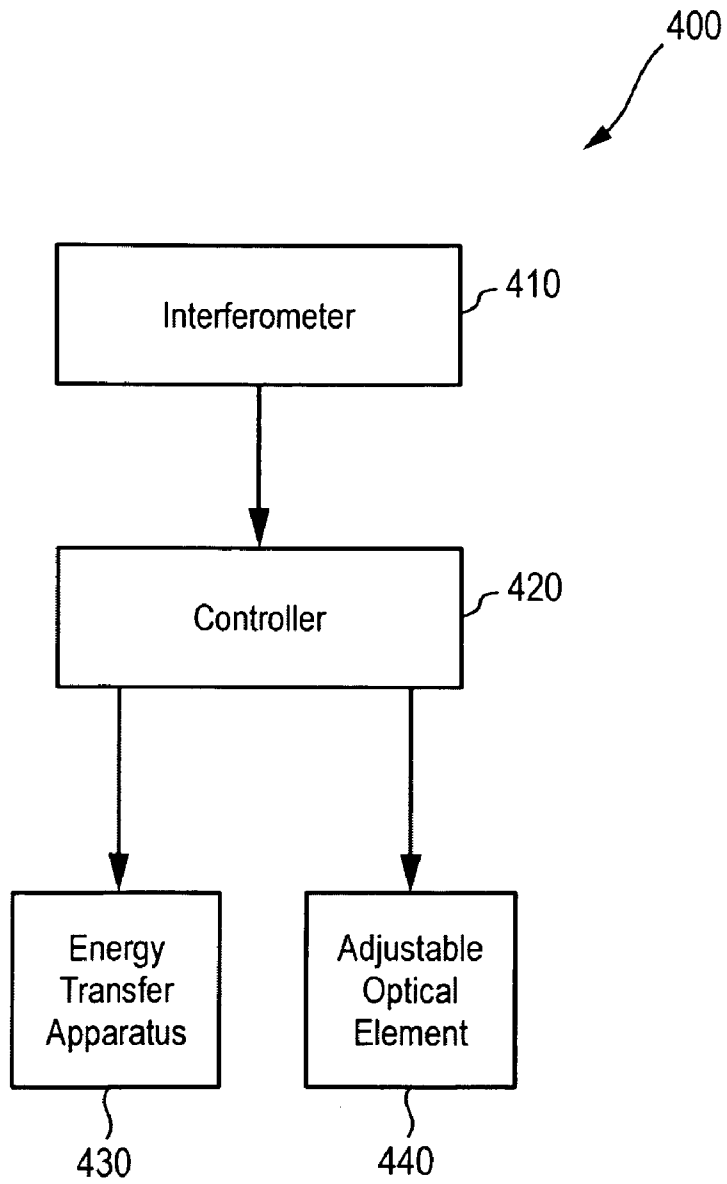 400
Interferometer
410
Controller
420
Energy
Transfer
Apparatus
Adjustable
Optical
Element
430
440